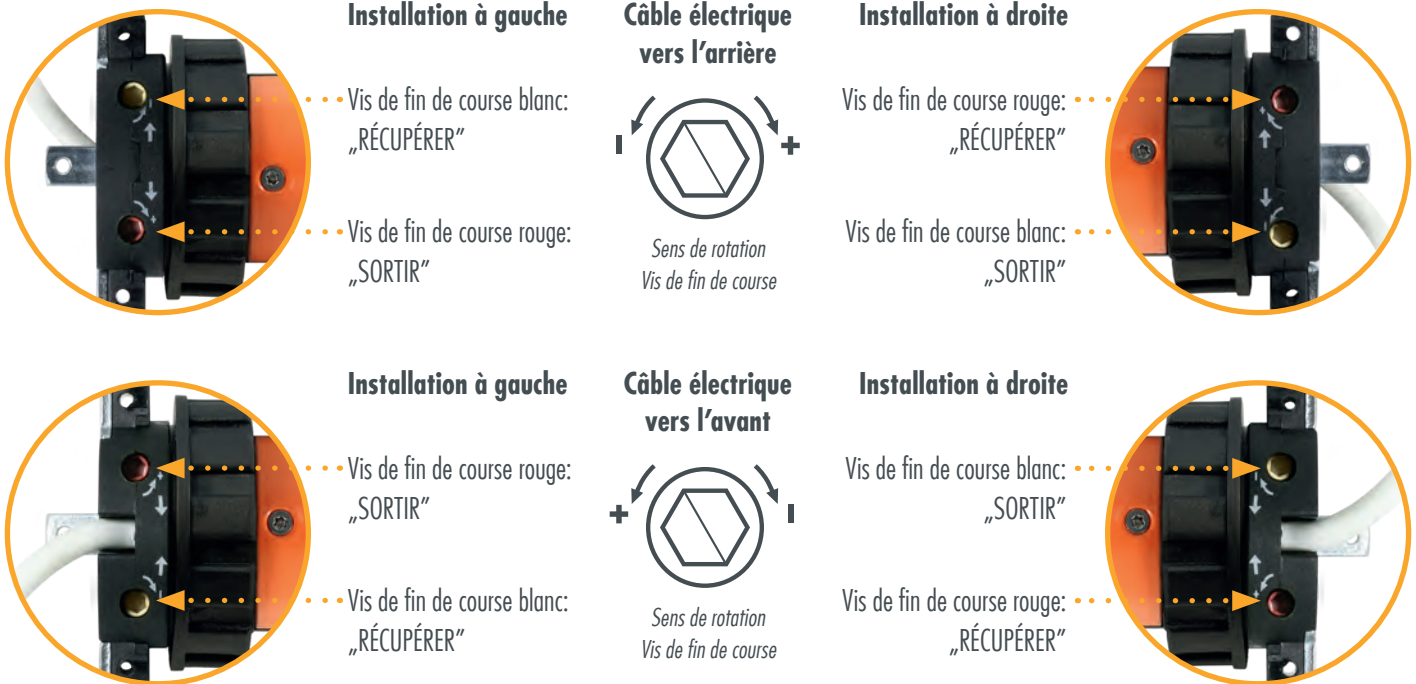 Installation à gauche
Vis de fin de course blanc:
„RÉCUPÉRER”
Vis de fin de course rouge:
„SORTIR”
Câble électrique
vers l’arrière
- +
Sens de rotation
Vis de fin de course
Installation à droite
Vis de fin de course rouge:
„RÉCUPÉRER”
Vis de fin de course blanc:
„SORTIR”
Installation à gauche
Vis de fin de course rouge:
„SORTIR”
Vis de fin de course blanc:
„RÉCUPÉRER”
Câble électrique
vers l’avant
+ -
Sens de rotation
Vis de fin de course
Installation à droite
Vis de fin de course blanc:
„SORTIR”
Vis de fin de course rouge:
„RÉCUPÉRER”